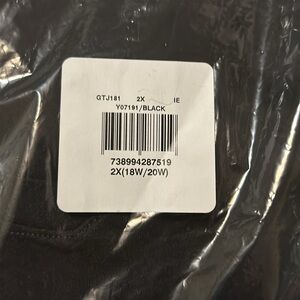 GTJ181 2X IE
Y07191/BLACK
738994287519
2X(18W/20W)